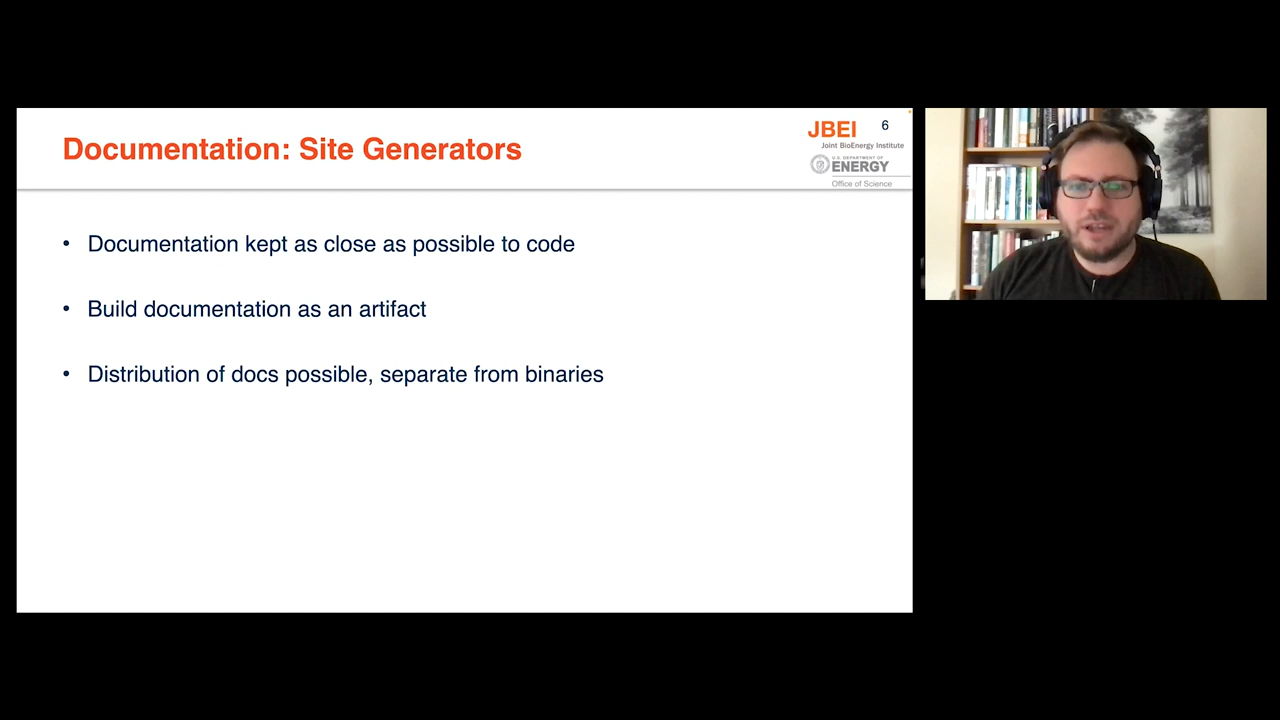 Documentation: Site Generators
JBEI
6
Joint BioEnergy Institute
U.S. DEPARTMENT OF
ENERGY
Office of Science
• Documentation kept as close as possible to code
• Build documentation as an artifact
• Distribution of docs possible, separate from binaries